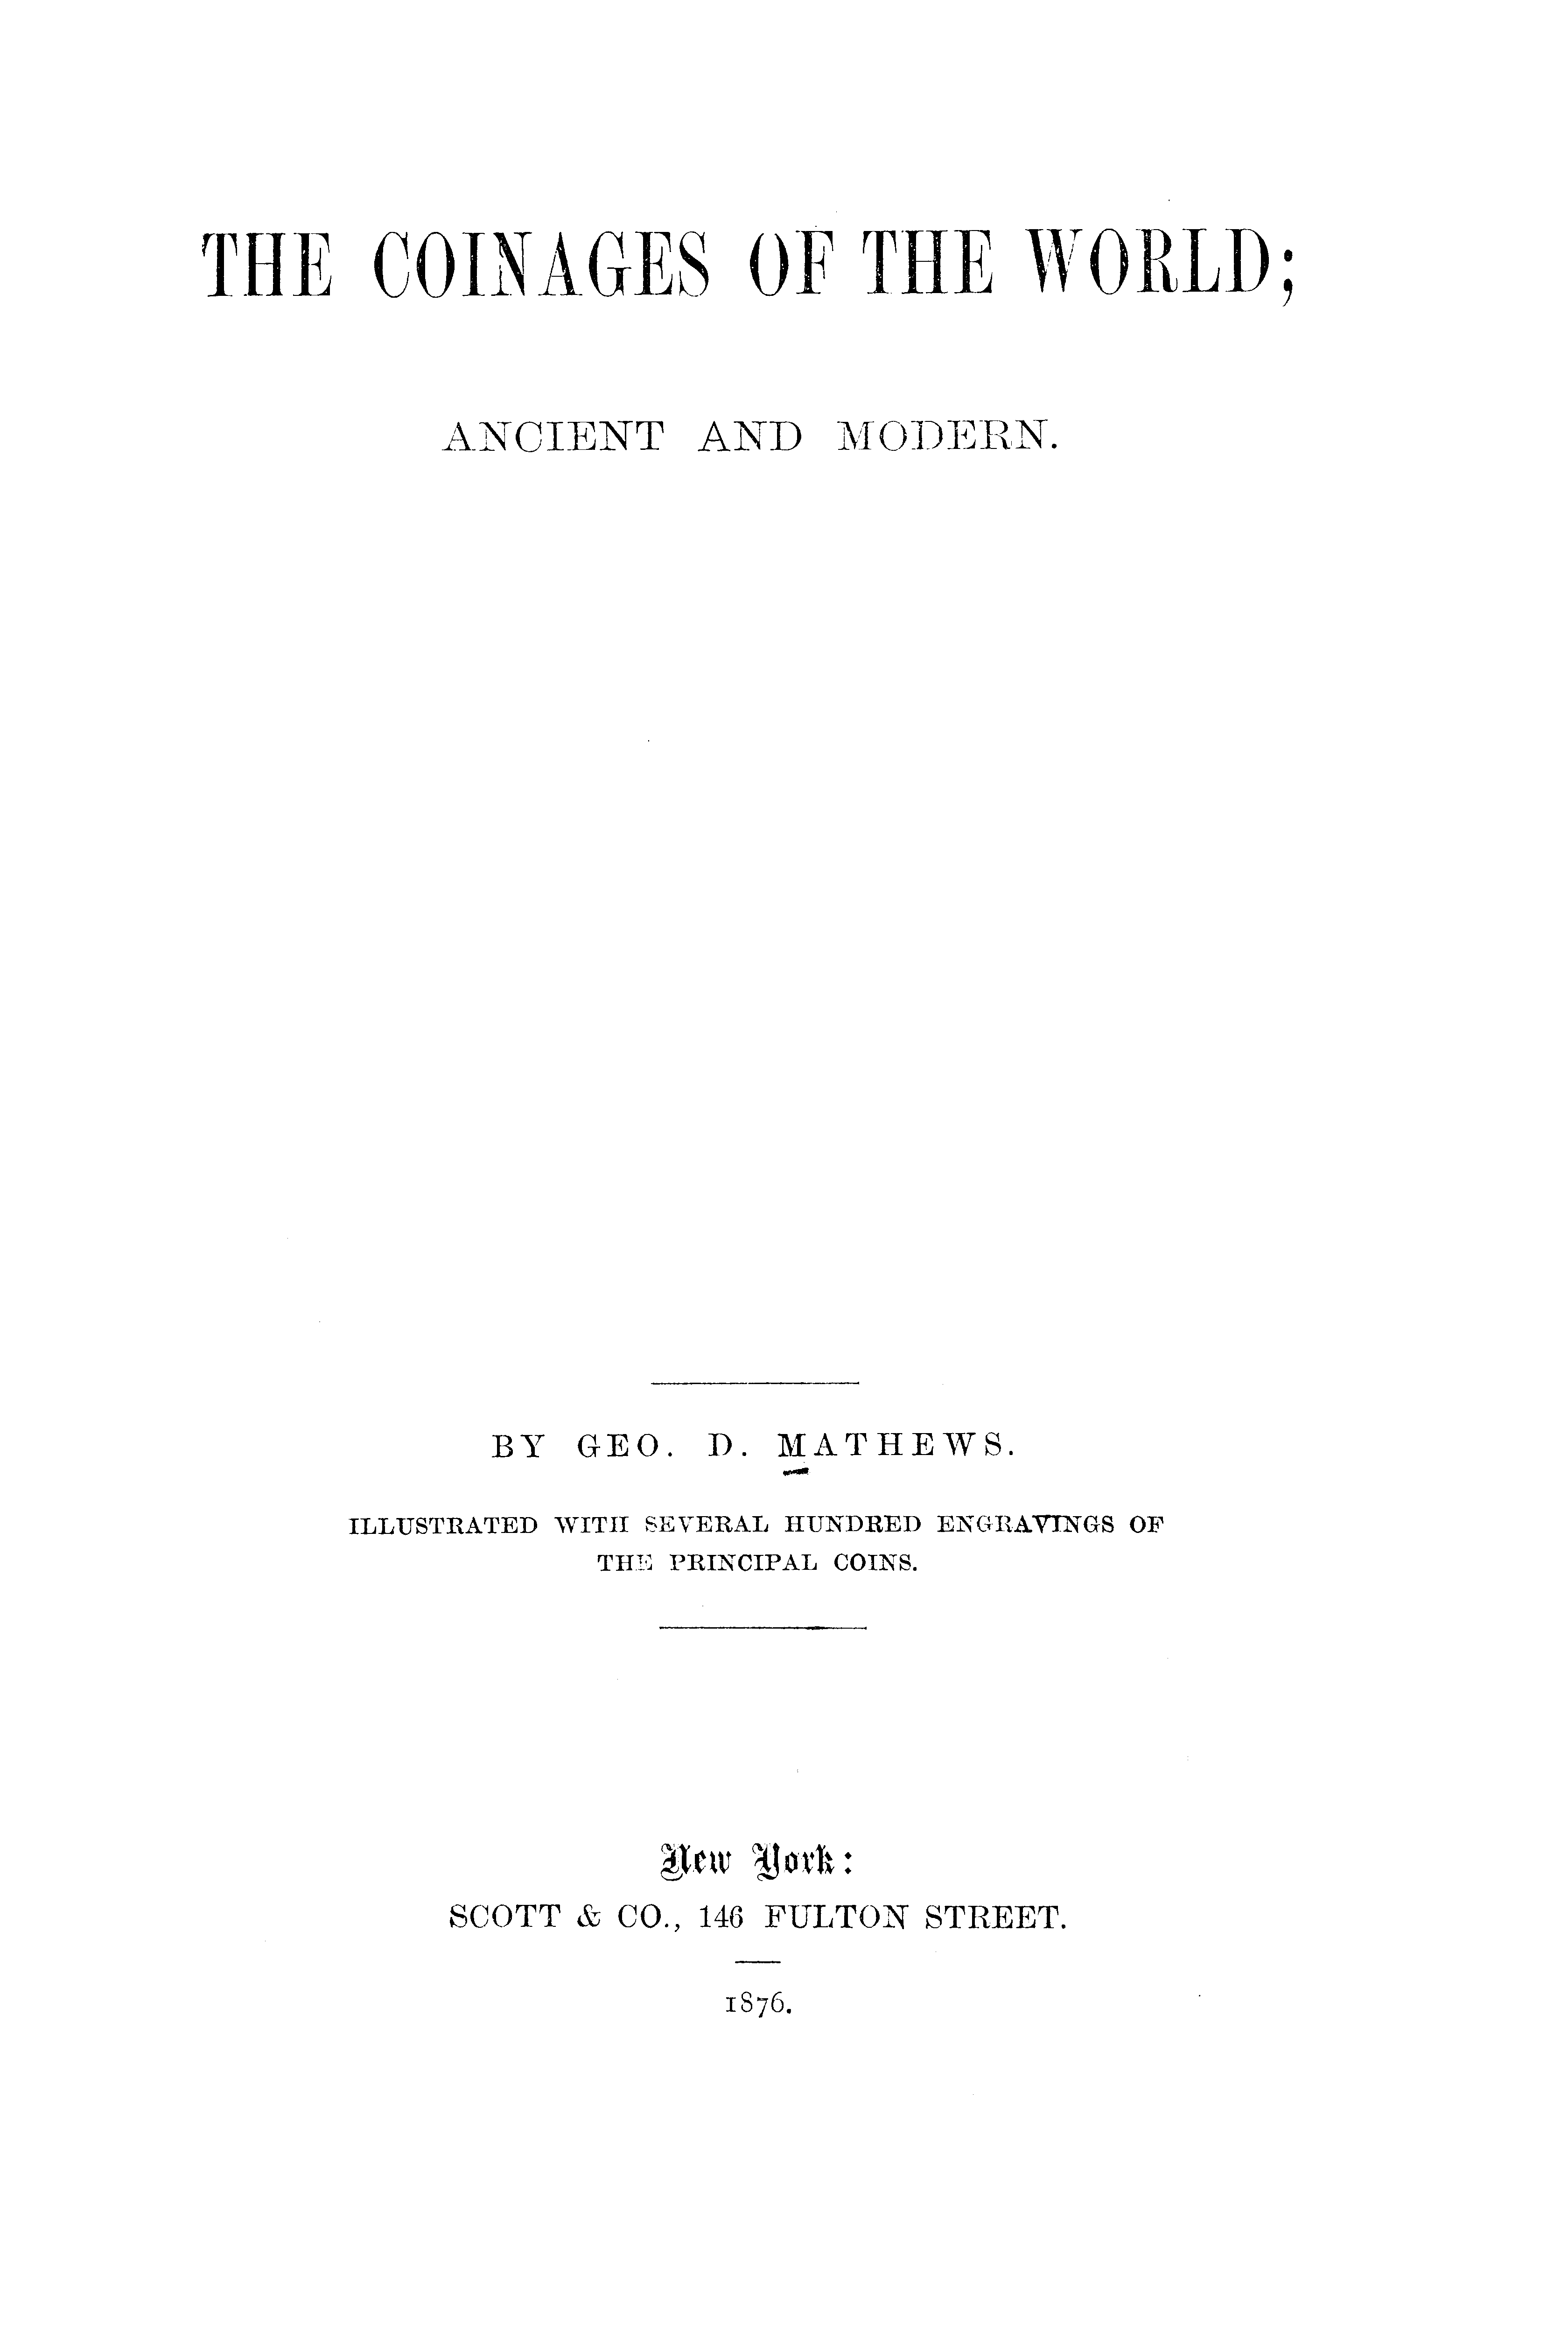 THE COINAGES OF THE WORLD;
ANCIENT AND MODERN.
BY GEO. D. MATHEWS.
ILLUSTRATED WITH SEVERAL HUNDRED ENGRAVINGS OF
THE PRINCIPAL COINS.
New York:
SCOTT & CO., 146 FULTON STREET.
1876.